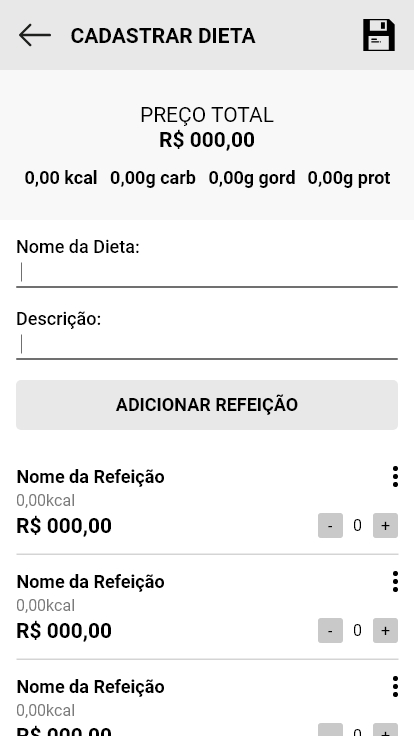 CADASTRAR DIETA
PREÇO TOTAL
R$ 000,00
0,00 kcal 0,00g carb 0,00g gord 0,00g prot
Nome da Dieta:
Descrição:
ADICIONAR REFEIÇÃO
Nome da Refeição
0,00kcal
R$ 000,00 - 0 +
Nome da Refeição
0,00kcal
R$ 000,00 - 0 +
Nome da Refeição
0,00kcal
R$ 000,00 - 0 +